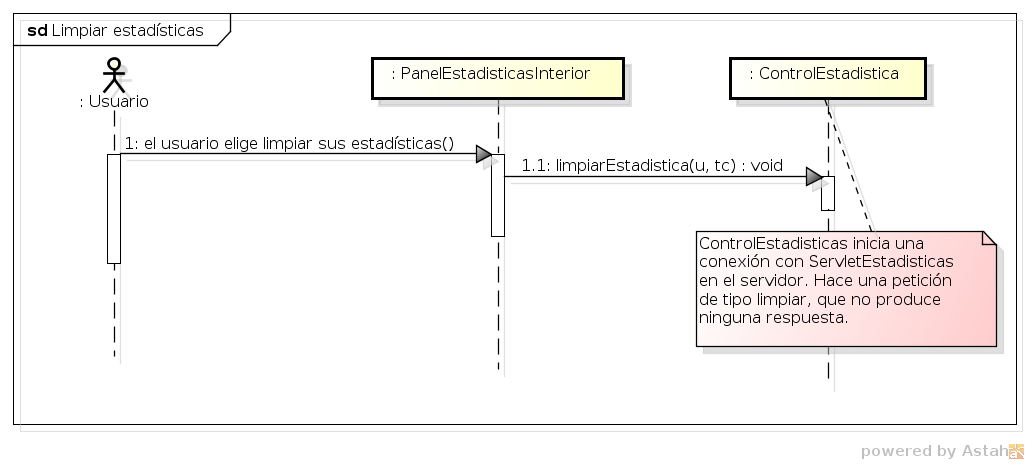 sd Limpiar estadísticas
: Usuario
: PanelEstadisticasInterior
: ControlEstadistica
1: el usuario elige limpiar sus estadísticas()
1.1: limpiarEstadistica(u, tc) : void
ControlEstadisticas inicia una
conexión con ServletEstadisticas
en el servidor. Hace una petición
de tipo limpiar, que no produce
ninguna respuesta.
powered by Astah